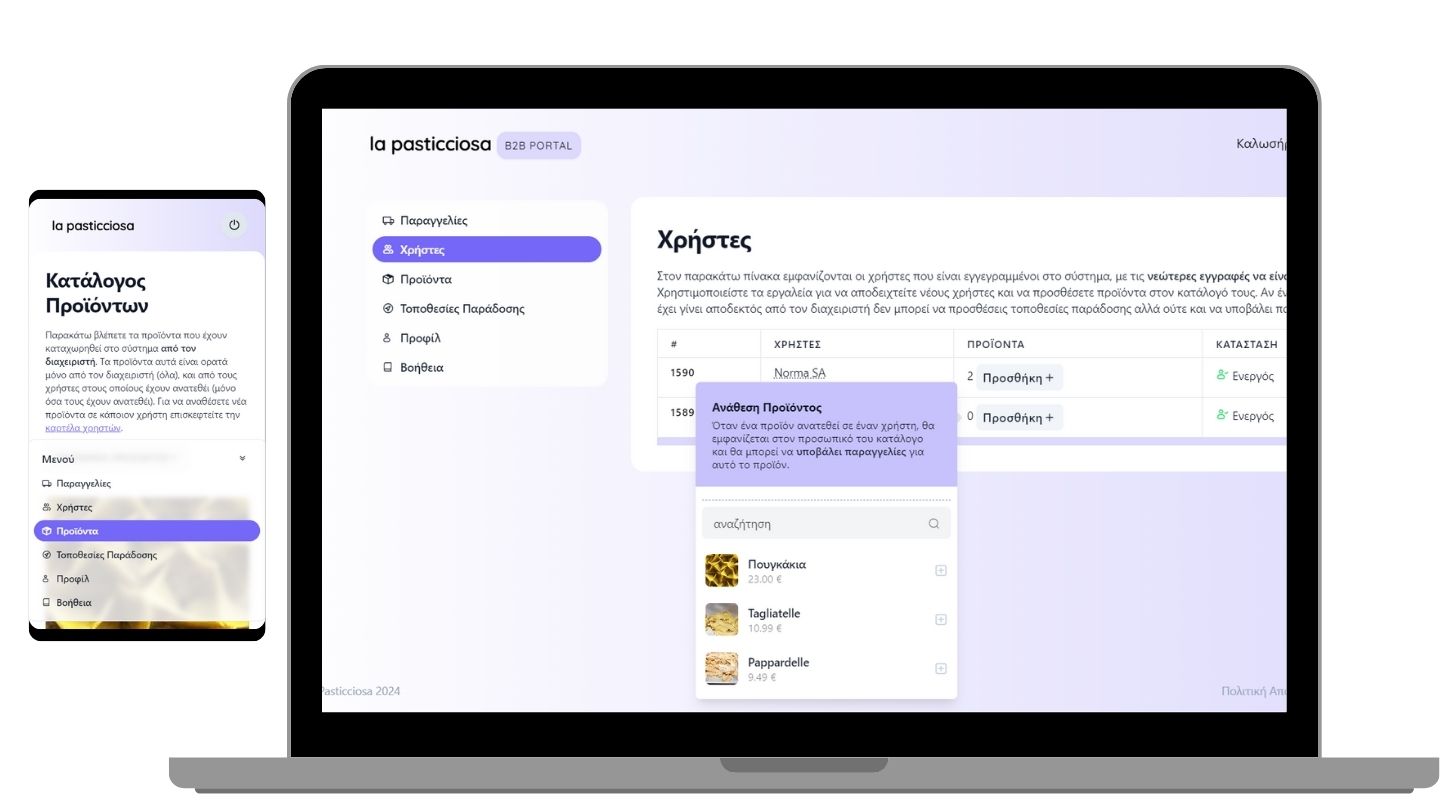 la pasticciosa
Κατάλογος
Προϊόντων
Παρακάτω βλέπετε τα προϊόντα που έχουν
καταχωρηθεί στο σύστημα από τον
διαχειριστή. Τα προϊόντα αυτά είναι ορατά
μόνο από τον διαχειριστή (όλα), και από τους
χρήστες στους οποίους έχουν ανατεθεί (μόνο
όσα τους έχουν ανατεθεί). Για να αναθέσετε νέα
προϊόντα σε κάποιον χρήστη επισκεφτείτε την
καρτέλα χρηστών.
Μενού
Παραγγελίες
Χρήστες
Προϊόντα
Τοποθεσίες Παράδοσης
Προφίλ
Βοήθεια
la pasticciosa B2B PORTAL
Καλωσήρ
Παραγγελίες
Χρήστες
Προϊόντα
Τοποθεσίες Παράδοσης
Προφίλ
Βοήθεια
Χρήστες
Στον παρακάτω πίνακα εμφανίζονται οι χρήστες που είναι εγγεγραμμένοι στο σύστημα, με τις νεώτερες εγγραφές να είνα
Χρησιμοποιείστε τα εργαλεία για να αποδειχτείτε νέους χρήστες και να προσθέσετε προϊόντα στον κατάλογό τους. Αν έν
έχει γίνει αποδεκτός από τον διαχειριστή δεν μπορεί να προσθέσεις τοποθεσίες παράδοσης αλλά ούτε και να υποβάλει πα
# ΧΡΗΣΤΕΣ ΠΡΟΪΟΝΤΑ ΚΑΤΑΣΤΑΣΗ
1590 Norma SA 2 Προσθήκη + Ενεργός
1589 0 Προσθήκη + Ενεργός
Ανάθεση Προϊόντος
Όταν ένα προϊόν ανατεθεί σε έναν χρήστη, θα
εμφανίζεται στον προσωπικό του κατάλογο
και θα μπορεί να υποβάλει παραγγελίες για
αυτό το προϊόν.
αναζήτηση
Πουγκάκια
23.00 €
Tagliatelle
10.99 €
Pappardelle
9.49 €
Pasticciosa 2024
Πολιτική Απο